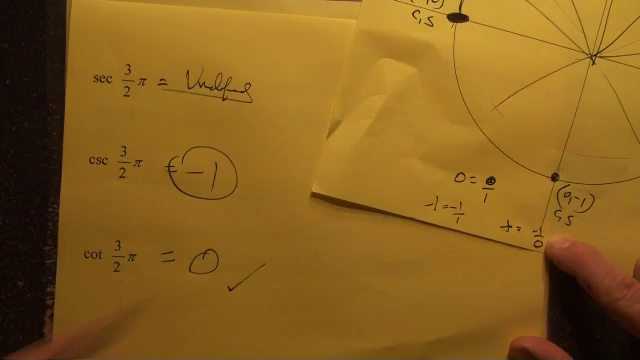 sec 3/2 π = Undefined
csc 3/2 π = -1
cot 3/2 π = 0 ✓
C, S
0 = 0/1
-1 = -1/1
(0, -1)
C, S
-1/0